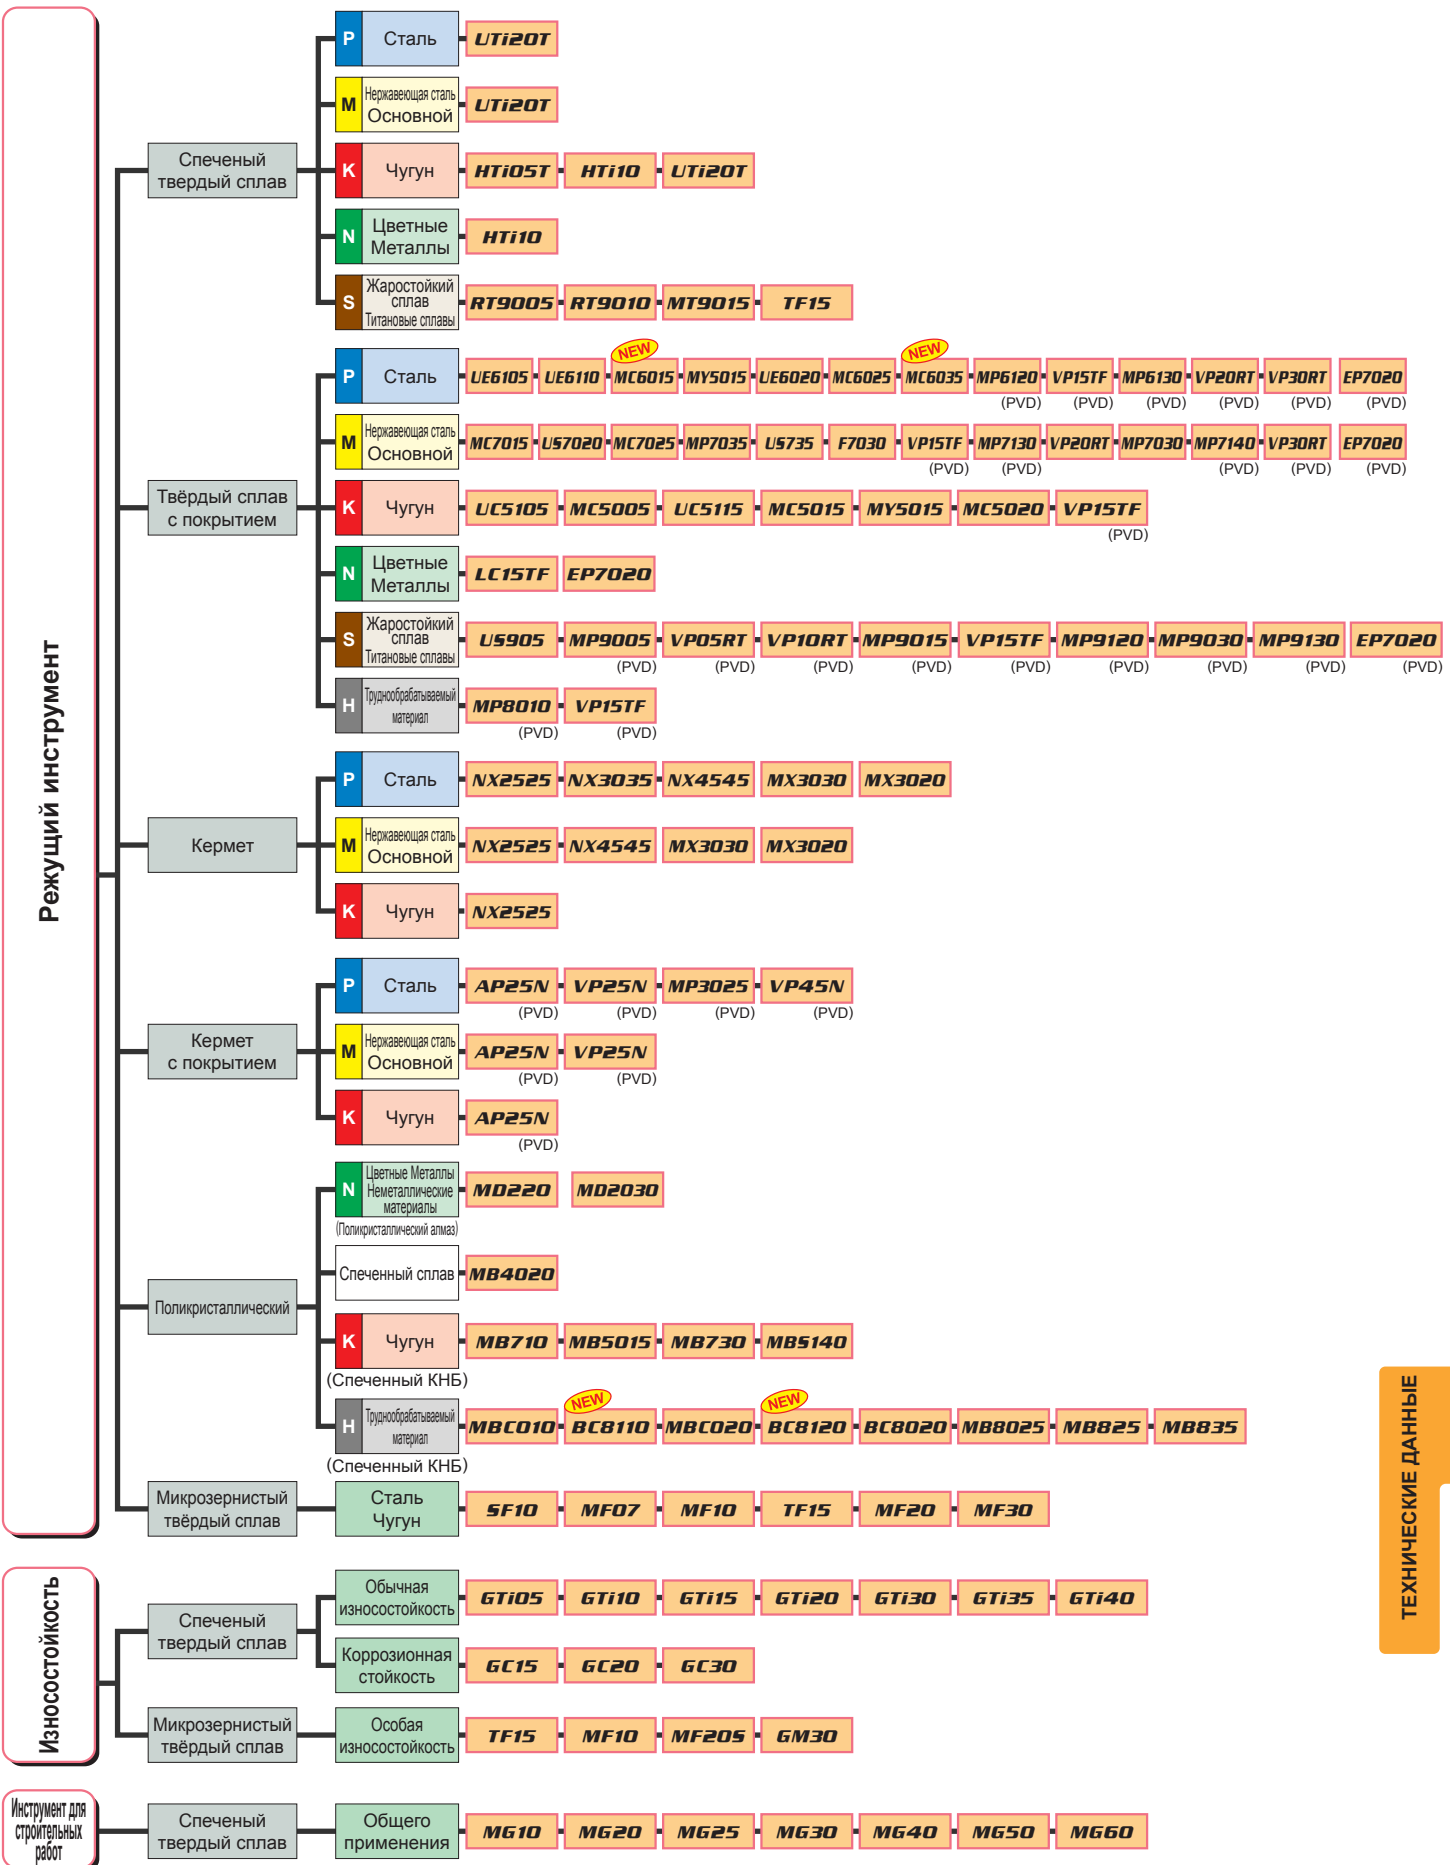 Режущий инструмент
Спеченый
твердый сплав
P Сталь UTi20T
M Нержавеющая сталь
Основной UTi20T
K Чугун HTi05T HTi10 UTi20T
N Цветные
Металлы HTi10
S Жаростойкий
сплав
Титановые сплавы RT9005 RT9010 MT9015 TF15
Твёрдый сплав
с покрытием
NEW NEW
P Сталь UE6105 UE6110 MC6015 MY5015 UE6020 MC6025 MC6035 MP6120 VP15TF MP6130 VP20RT VP30RT EP7020
(PVD) (PVD) (PVD) (PVD) (PVD) (PVD)
M Нержавеющая сталь
Основной MC7015 US7020 MC7025 MP7035 US735 F7030 VP15TF MP7130 VP20RT MP7030 MP7140 VP30RT EP7020
(PVD) (PVD) (PVD) (PVD) (PVD)
K Чугун UC5105 MC5005 UC5115 MC5015 MY5015 MC5020 VP15TF
(PVD)
N Цветные
Металлы LC15TF EP7020
S Жаростойкий
сплав
Титановые сплавы US905 MP9005 VP05RT VP10RT MP9015 VP15TF MP9120 MP9030 MP9130 EP7020
(PVD) (PVD) (PVD) (PVD) (PVD) (PVD) (PVD) (PVD) (PVD)
H Труднообрабатываемый
материал MP8010 VP15TF
(PVD) (PVD)
Кермет
P Сталь NX2525 NX3035 NX4545 MX3030 MX3020
M Нержавеющая сталь
Основной NX2525 NX4545 MX3030 MX3020
K Чугун NX2525
Кермет
с покрытием
P Сталь AP25N VP25N MP3025 VP45N
(PVD) (PVD) (PVD) (PVD)
M Нержавеющая сталь
Основной AP25N VP25N
(PVD) (PVD)
K Чугун AP25N
(PVD)
Поликристаллический
N Цветные Металлы
Неметаллические
материалы MD220 MD2030
(Поликристаллический алмаз)
Спеченный сплав MB4020
K Чугун MB710 MB5015 MB730 MBS140
(Спеченный КНБ)
NEW NEW
H Труднообрабатываемый
материал MBC010 BC8110 MBC020 BC8120 BC8020 MB8025 MB825 MB835
(Спеченный КНБ)
Микрозернистый
твёрдый сплав
Сталь
Чугун SF10 MF07 MF10 TF15 MF20 MF30
Износостойкость
Спеченый
твердый сплав
Обычная
износостойкость GTi05 GTi10 GTi15 GTi20 GTi30 GTi35 GTi40
Коррозионная
стойкость GC15 GC20 GC30
Микрозернистый
твёрдый сплав
Особая
износостойкость TF15 MF10 MF20S GM30
Инструмент для
строительных
работ
Спеченый
твердый сплав
Общего
применения MG10 MG20 MG25 MG30 MG40 MG50 MG60
ТЕХНИЧЕСКИЕ ДАННЫЕ